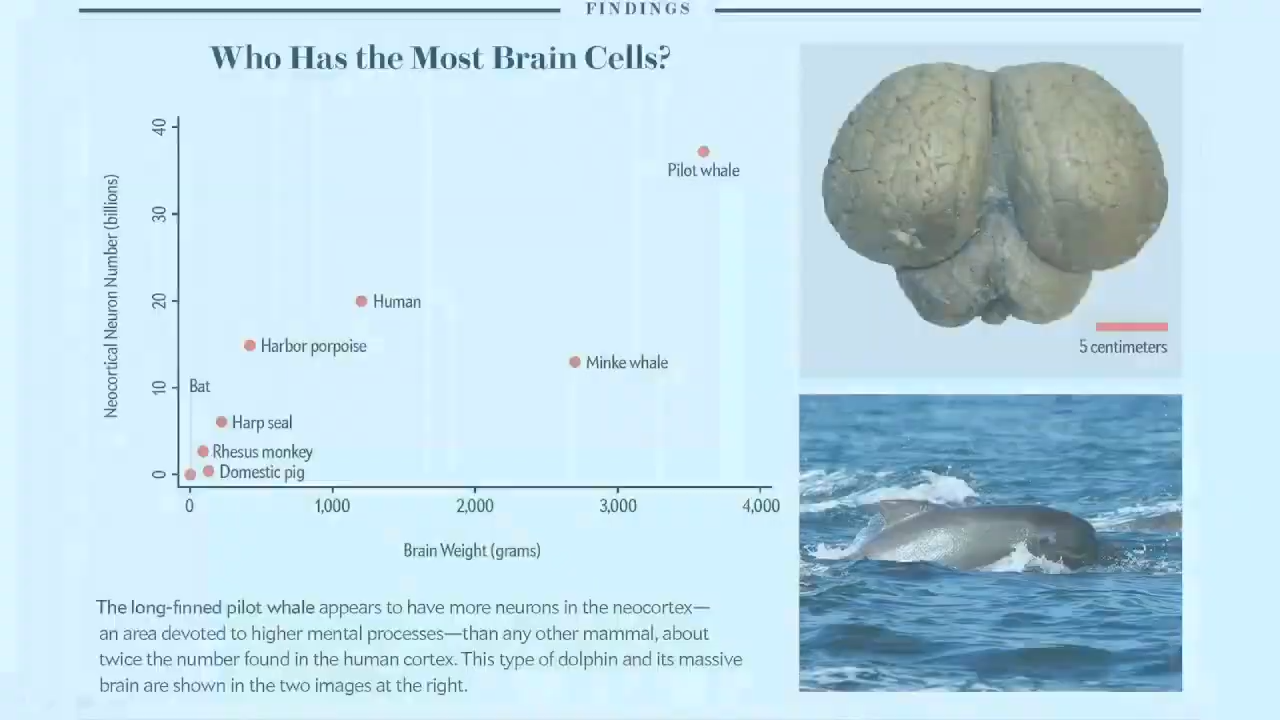 FINDINGS
Who Has the Most Brain Cells?
40
30
20
10
0
Neocortical Neuron Number (billions)
Pilot whale
Human
Harbor porpoise
Minke whale
Bat
Harp seal
Rhesus monkey
Domestic pig
0 1,000 2,000 3,000 4,000
Brain Weight (grams)
5 centimeters
The long-finned pilot whale appears to have more neurons in the neocortex—
an area devoted to higher mental processes—than any other mammal, about
twice the number found in the human cortex. This type of dolphin and its massive
brain are shown in the two images at the right.